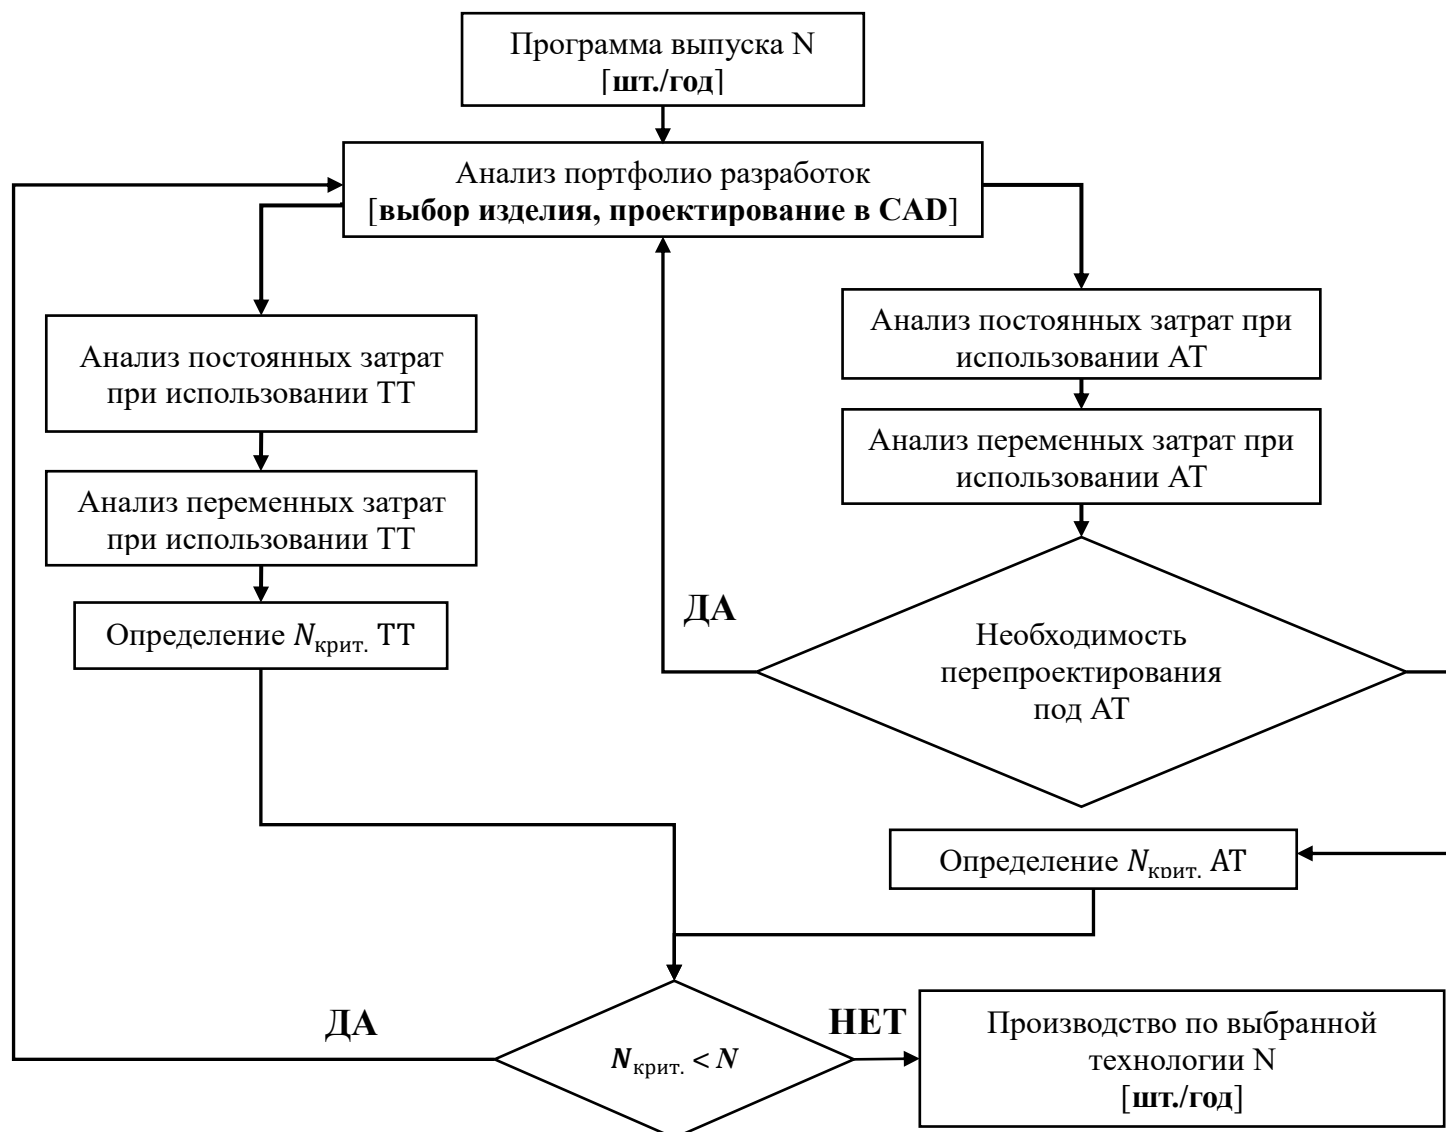 Программа выпуска N
[шт./год]
Анализ портфолио разработок
[выбор изделия, проектирование в CAD]
Анализ постоянных затрат
при использовании ТТ
Анализ переменных затрат
при использовании ТТ
Определение Nкрит. ТТ
Анализ постоянных затрат при
использовании АТ
Анализ переменных затрат при
использовании АТ
ДА
Необходимость
перепроектирования
под АТ
Определение Nкрит. АТ
ДА
Nкрит. < N
НЕТ
Производство по выбранной
технологии N
[шт./год]